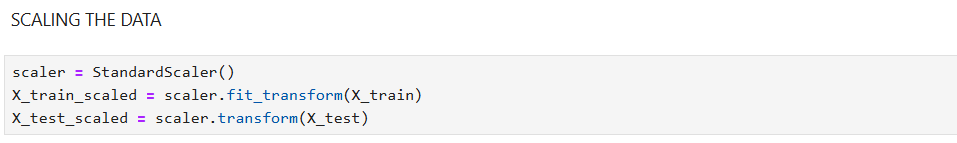 SCALING THE DATA
scaler = StandardScaler()
X_train_scaled = scaler.fit_transform(X_train)
X_test_scaled = scaler.transform(X_test)